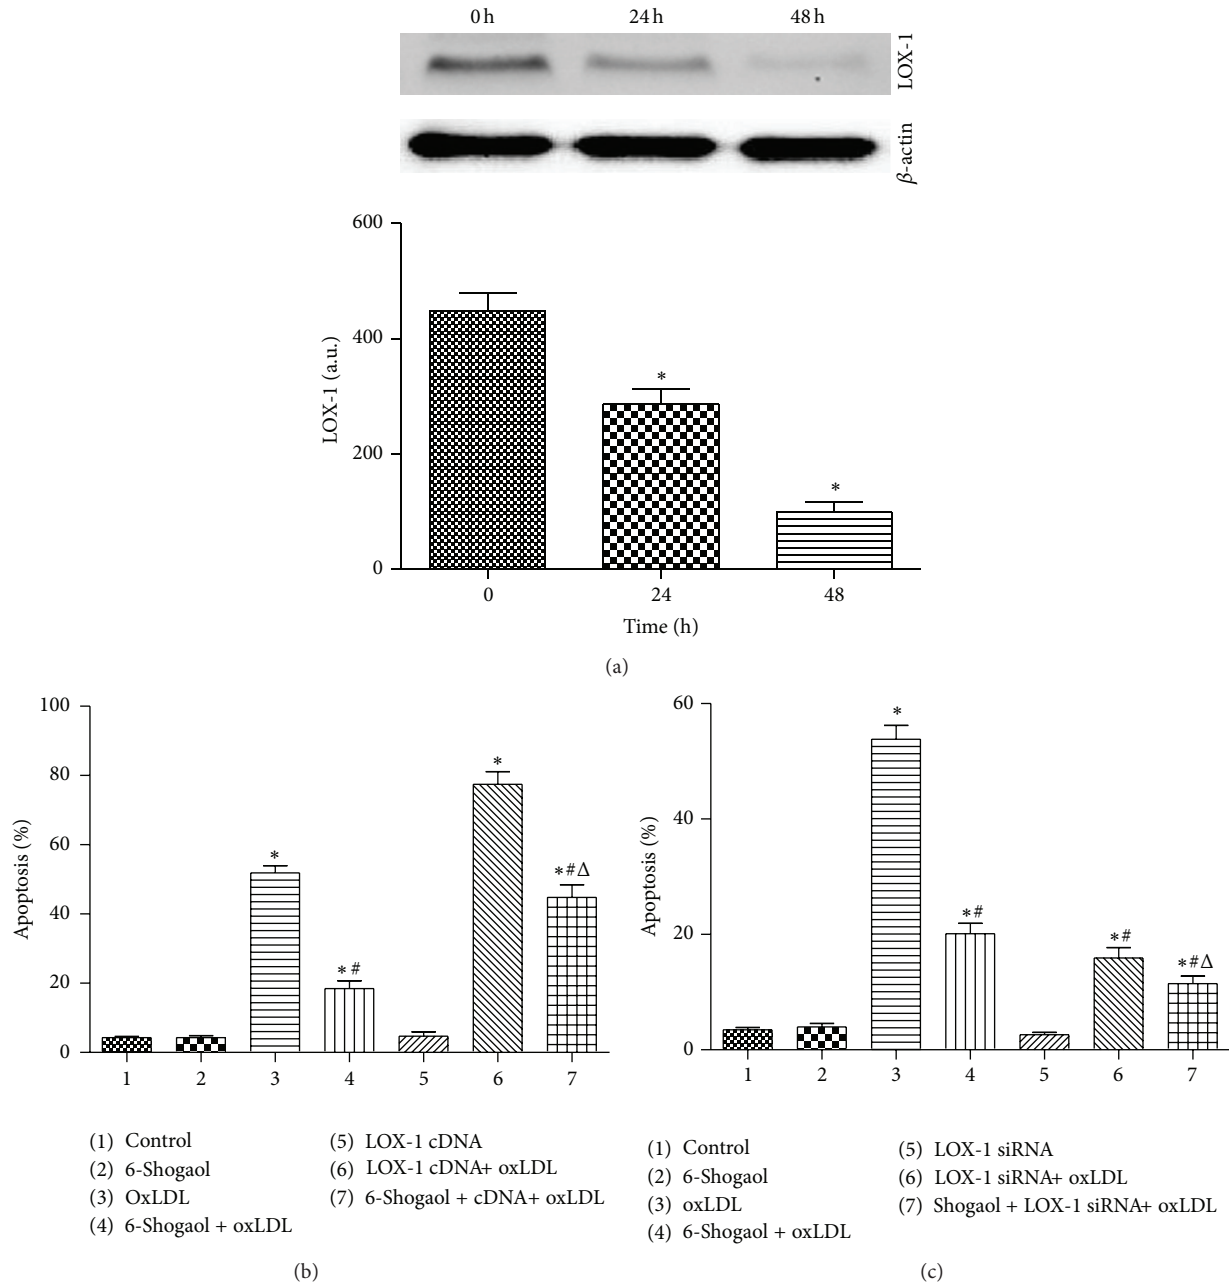 0 h 24 h 48 h
LOX-1
β-actin
600
400
200
0
LOX-1 (a.u.)
*
*
0 24 48
Time (h)
(a)
100
80
60
40
20
0
Apoptosis (%)
*
*#
*
*#Δ
1 2 3 4 5 6 7
(1) Control
(2) 6-Shogaol
(3) OxLDL
(4) 6-Shogaol + oxLDL
(5) LOX-1 cDNA
(6) LOX-1 cDNA+ oxLDL
(7) 6-Shogaol + cDNA+ oxLDL
(b)
60
40
20
0
Apoptosis (%)
*
*#
*#
*#Δ
1 2 3 4 5 6 7
(1) Control
(2) 6-Shogaol
(3) oxLDL
(4) 6-Shogaol + oxLDL
(5) LOX-1 siRNA
(6) LOX-1 siRNA+ oxLDL
(7) Shogaol + LOX-1 siRNA+ oxLDL
(c)